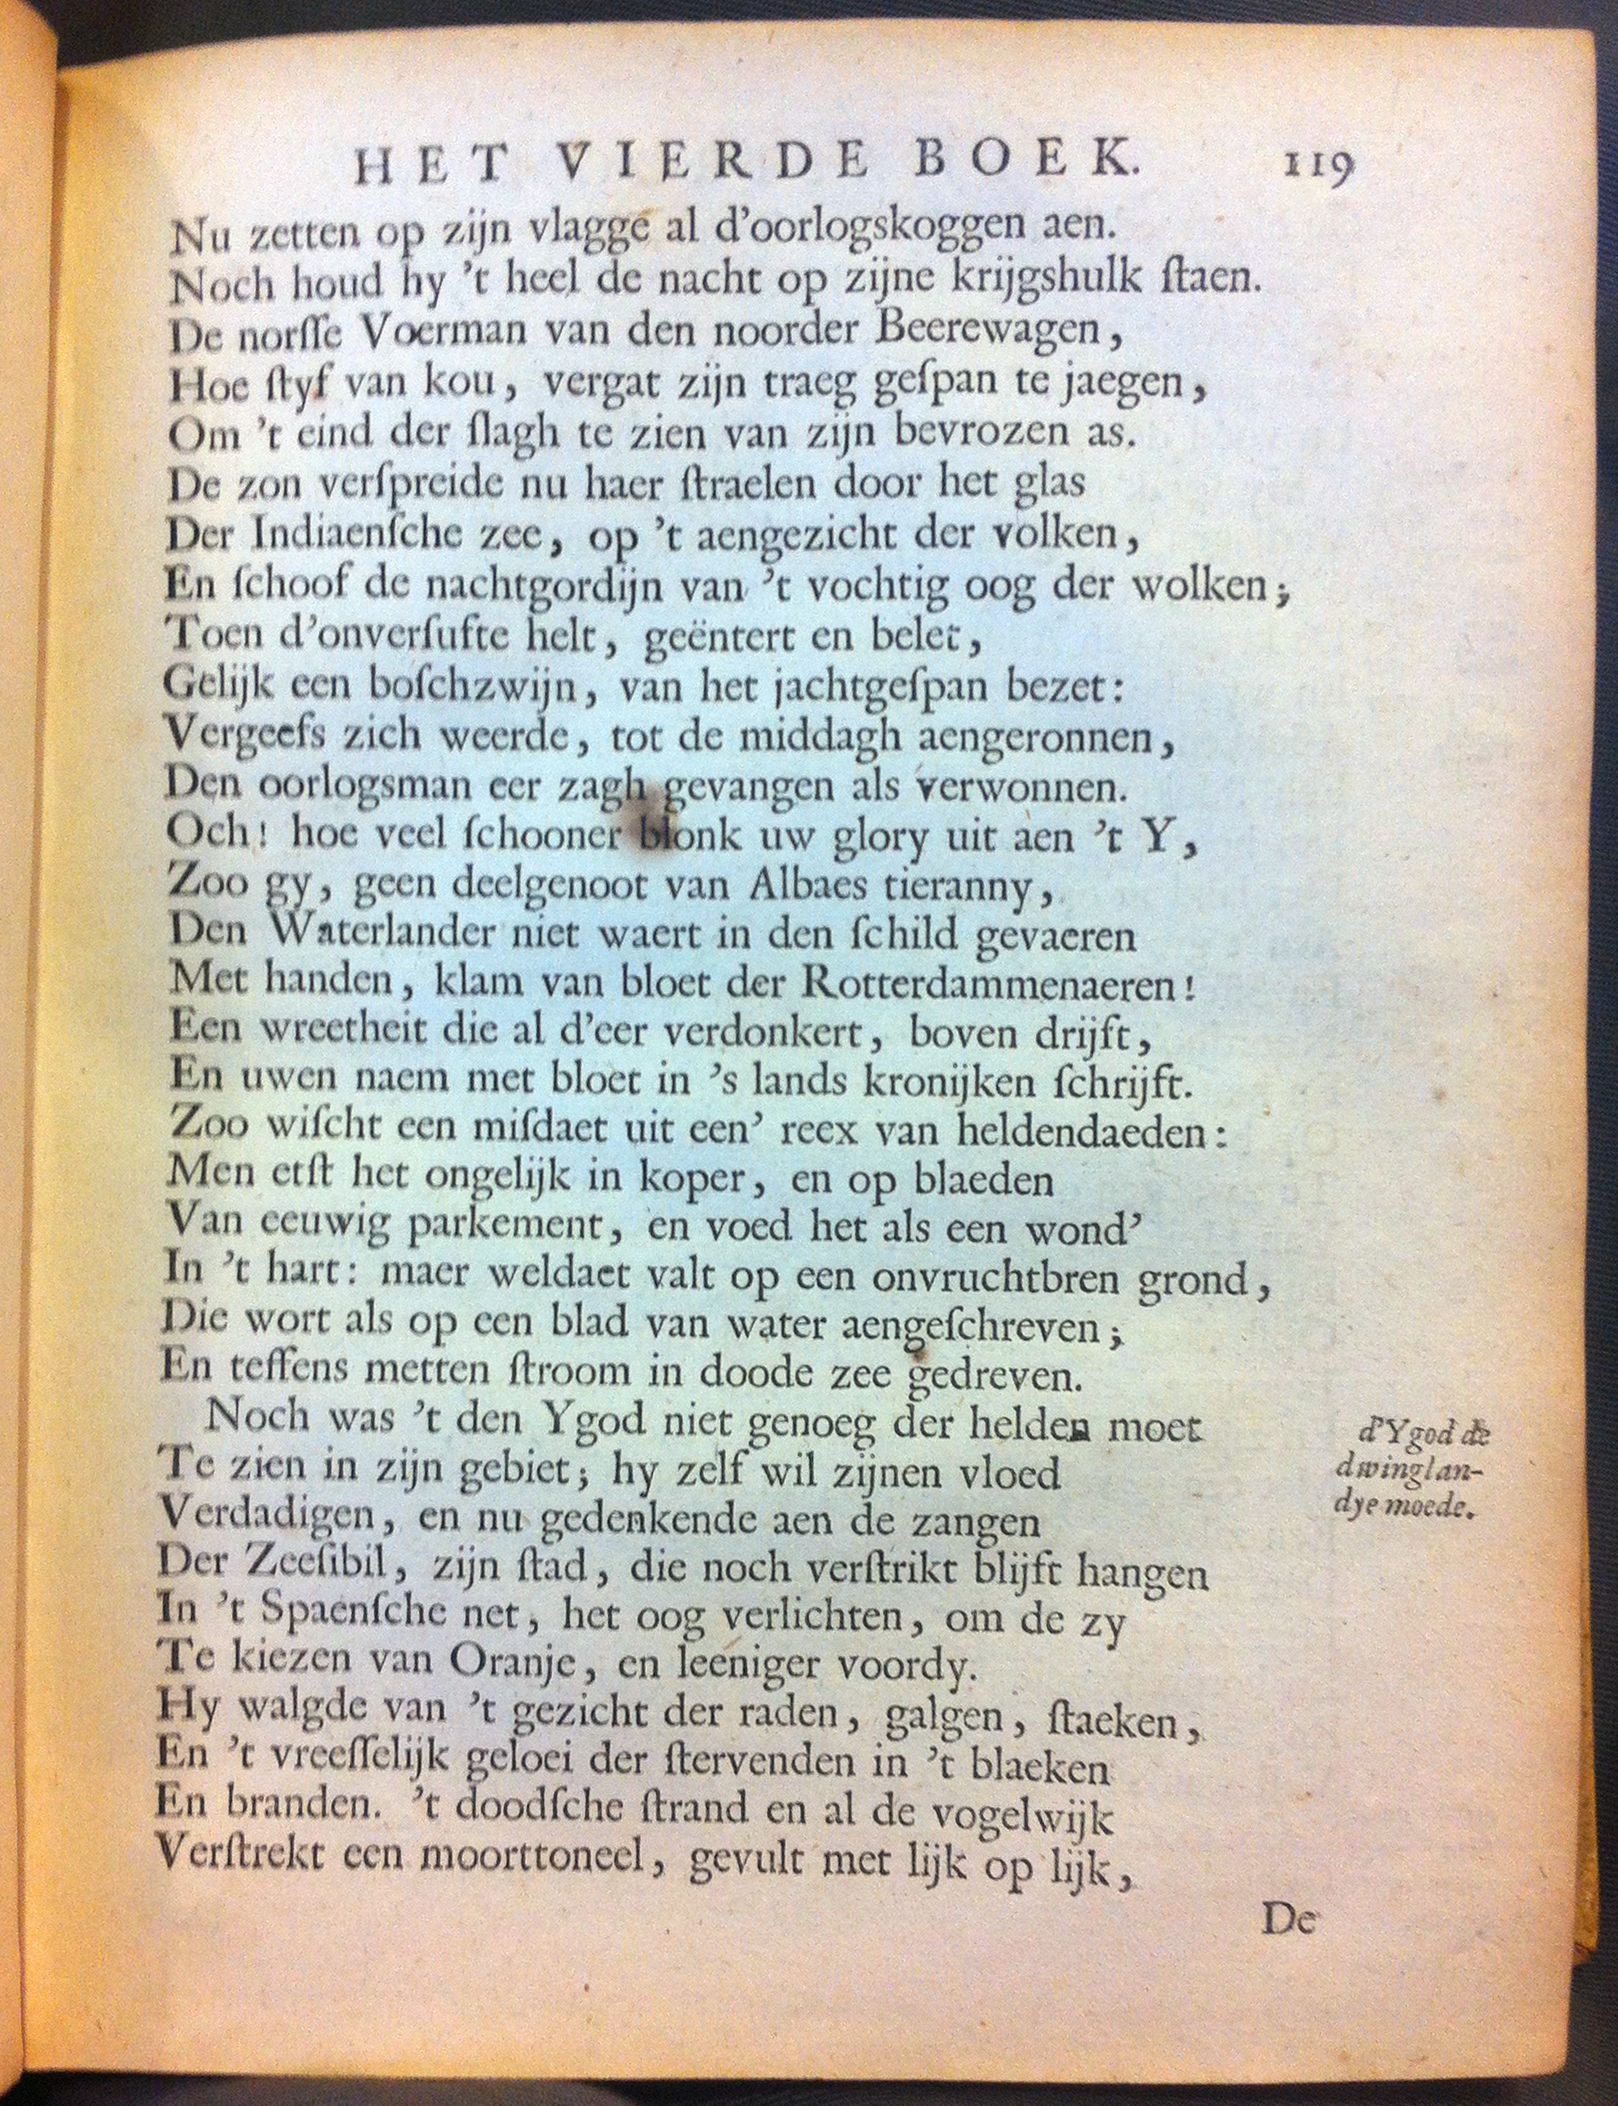 HET VIERDE BOEK. 119
Nu zetten op zijn vlagge al d'oorlogskoggen aen.
Noch houd hy 't heel de nacht op zijne krijgshulk ſtaen.
De norſſe Voerman van den noorder Beerewagen,
Hoe ſtyf van kou, vergat zijn traeg geſpan te jaegen,
Om 't eind der ſlagh te zien van zijn bevrozen as.
De zon verſpreide nu haer ſtraelen door het glas
Der Indiaenſche zee, op 't aengezicht der volken,
En ſchoof de nachtgordijn van 't vochtig oog der wolken;
Toen d'onverſufte helt, geëntert en belet,
Gelijk een boſchzwijn, van het jachtgeſpan bezet:
Vergeefs zich weerde, tot de middagh aengeronnen,
Den oorlogsman eer zagh gevangen als verwonnen.
Och! hoe veel ſchooner blonk uw glory uit aen 't Y,
Zoo gy, geen deelgenoot van Albaes tieranny,
Den Waterlander niet waert in den ſchild gevaeren
Met handen, klam van bloet der Rotterdammenaeren!
Een wreetheit die al d'eer verdonkert, boven drijft,
En uwen naem met bloet in 's lands kronijken ſchrijft.
Zoo wiſcht een miſdaet uit een' reex van heldendaeden:
Men etſt het ongelijk in koper, en op blaeden
Van eeuwig parkement, en voed het als een wond'
In 't hart: maer weldaet valt op een onvruchtbren grond,
Die wort als op een blad van water aengeſchreven;
En teffens metten ſtroom in doode zee gedreven.
Noch was 't den Ygod niet genoeg der helden moet
Te zien in zijn gebiet; hy zelf wil zijnen vloed
Verdadigen, en nu gedenkende aen de zangen
Der Zeeſibil, zijn ſtad, die noch verſtrikt blijft hangen
In 't Spaenſche net, het oog verlichten, om de zy
Te kiezen van Oranje, en leeniger voordy.
Hy walgde van 't gezicht der raden, galgen, ſtaeken,
En 't vreeſſelijk geloei der ſtervenden in 't blaeken
En branden. 't doodſche ſtrand en al de vogelwijk
Verſtrekt een moorttoneel, gevult met lijk op lijk,
De
d'Ygod de
dwinglan-
dye moede.